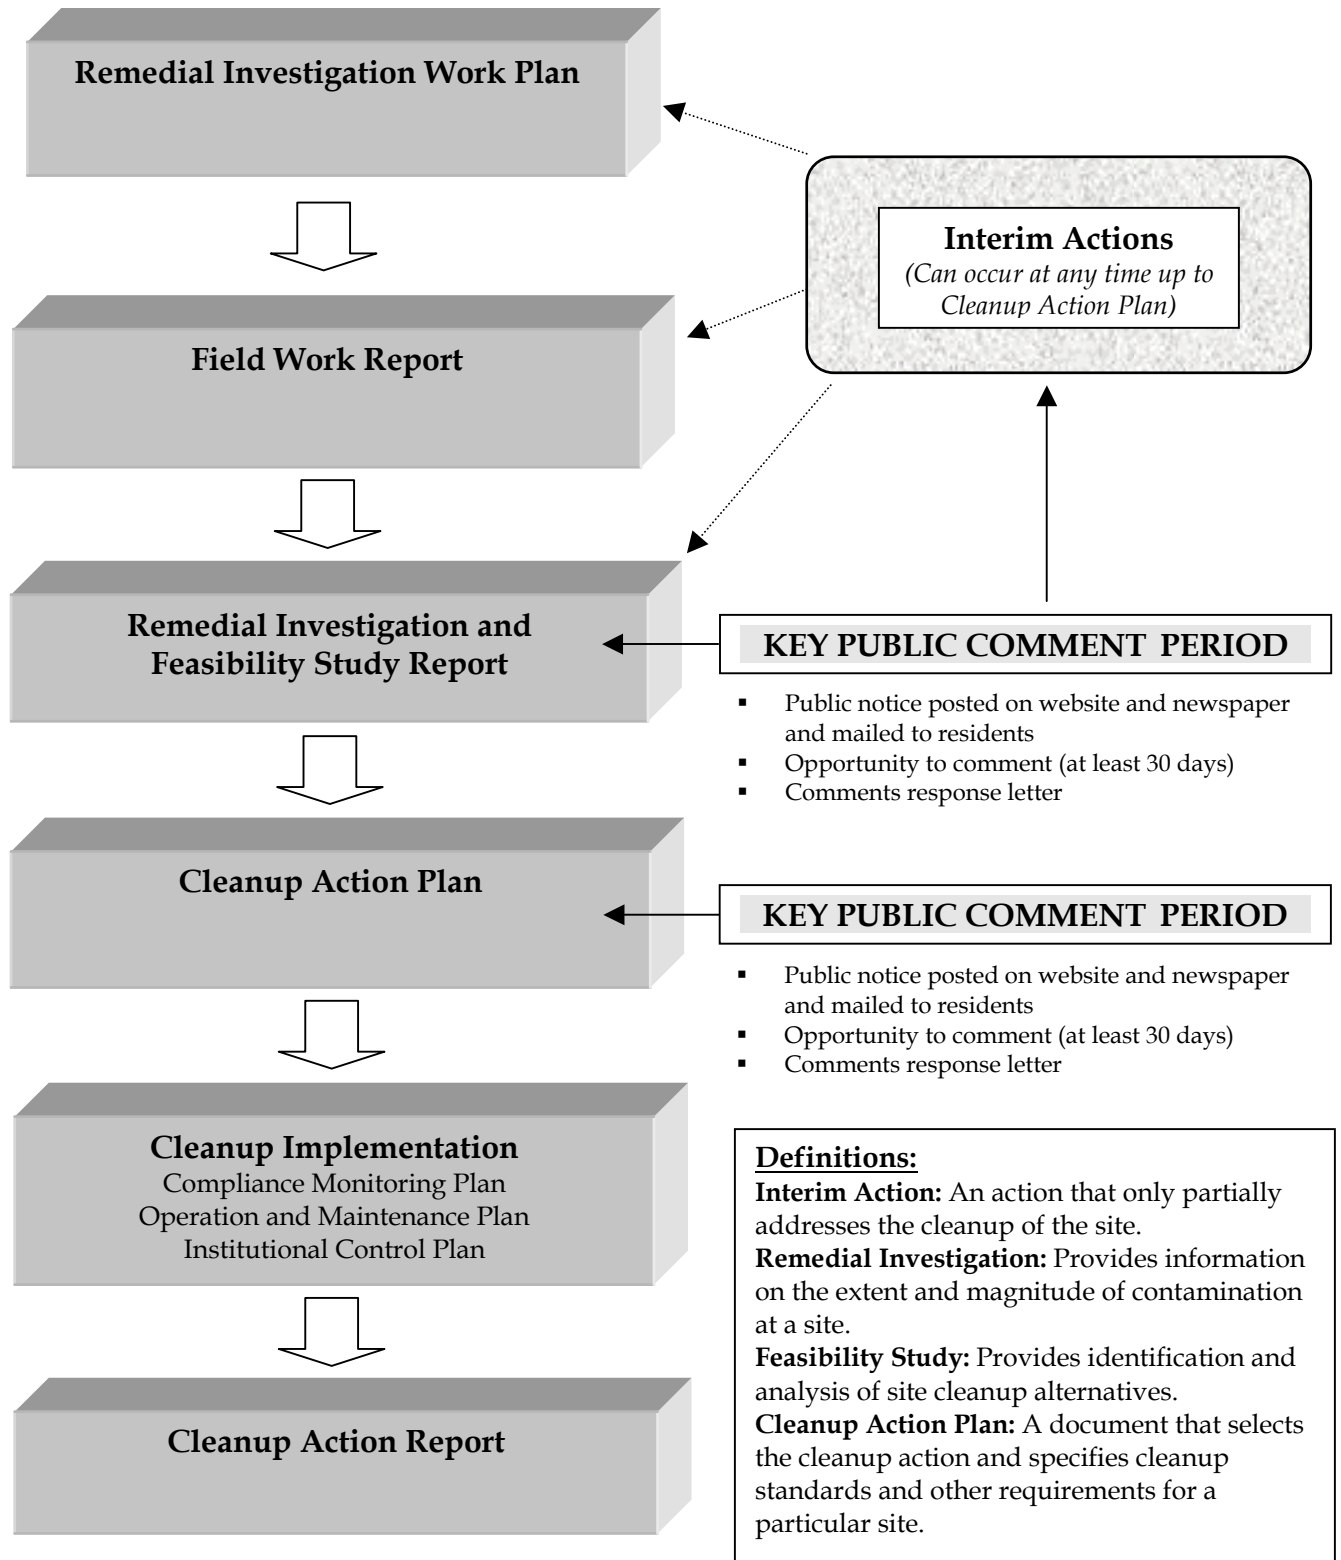 Remedial Investigation Work Plan
Interim Actions
(Can occur at any time up to
Cleanup Action Plan)
Field Work Report
Remedial Investigation and
Feasibility Study Report
KEY PUBLIC COMMENT PERIOD
▪ Public notice posted on website and newspaper
and mailed to residents
▪ Opportunity to comment (at least 30 days)
▪ Comments response letter
Cleanup Action Plan
KEY PUBLIC COMMENT PERIOD
▪ Public notice posted on website and newspaper
and mailed to residents
▪ Opportunity to comment (at least 30 days)
▪ Comments response letter
Cleanup Implementation
Compliance Monitoring Plan
Operation and Maintenance Plan
Institutional Control Plan
Cleanup Action Report
Definitions:
Interim Action: An action that only partially
addresses the cleanup of the site.
Remedial Investigation: Provides information
on the extent and magnitude of contamination
at a site.
Feasibility Study: Provides identification and
analysis of site cleanup alternatives.
Cleanup Action Plan: A document that selects
the cleanup action and specifies cleanup
standards and other requirements for a
particular site.